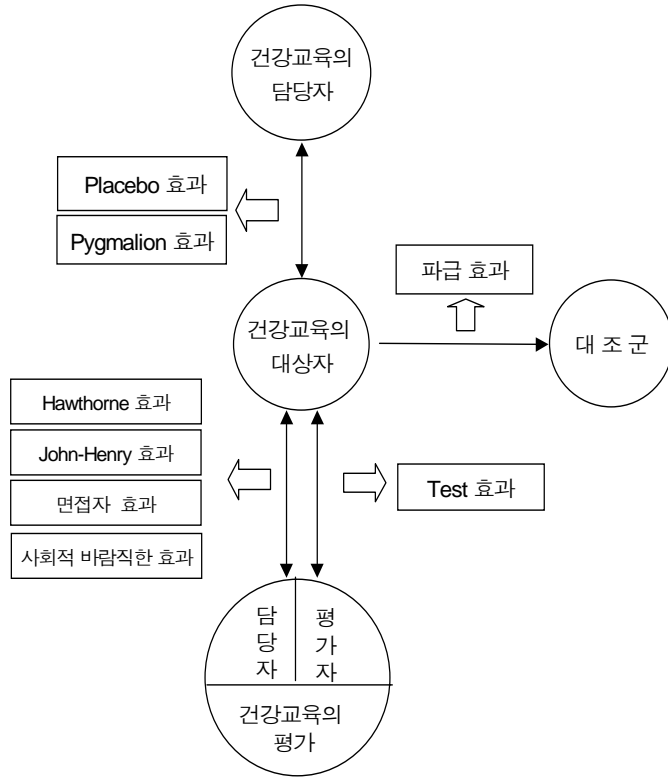 건강교육의
담당자
Placebo 효과
Pygmalion 효과
파급 효과
건강교육의
대상자
대 조 군
Hawthorne 효과
John-Henry 효과
면접자 효과
사회적 바람직한 효과
Test 효과
담당자
평가자
건강교육의
평가